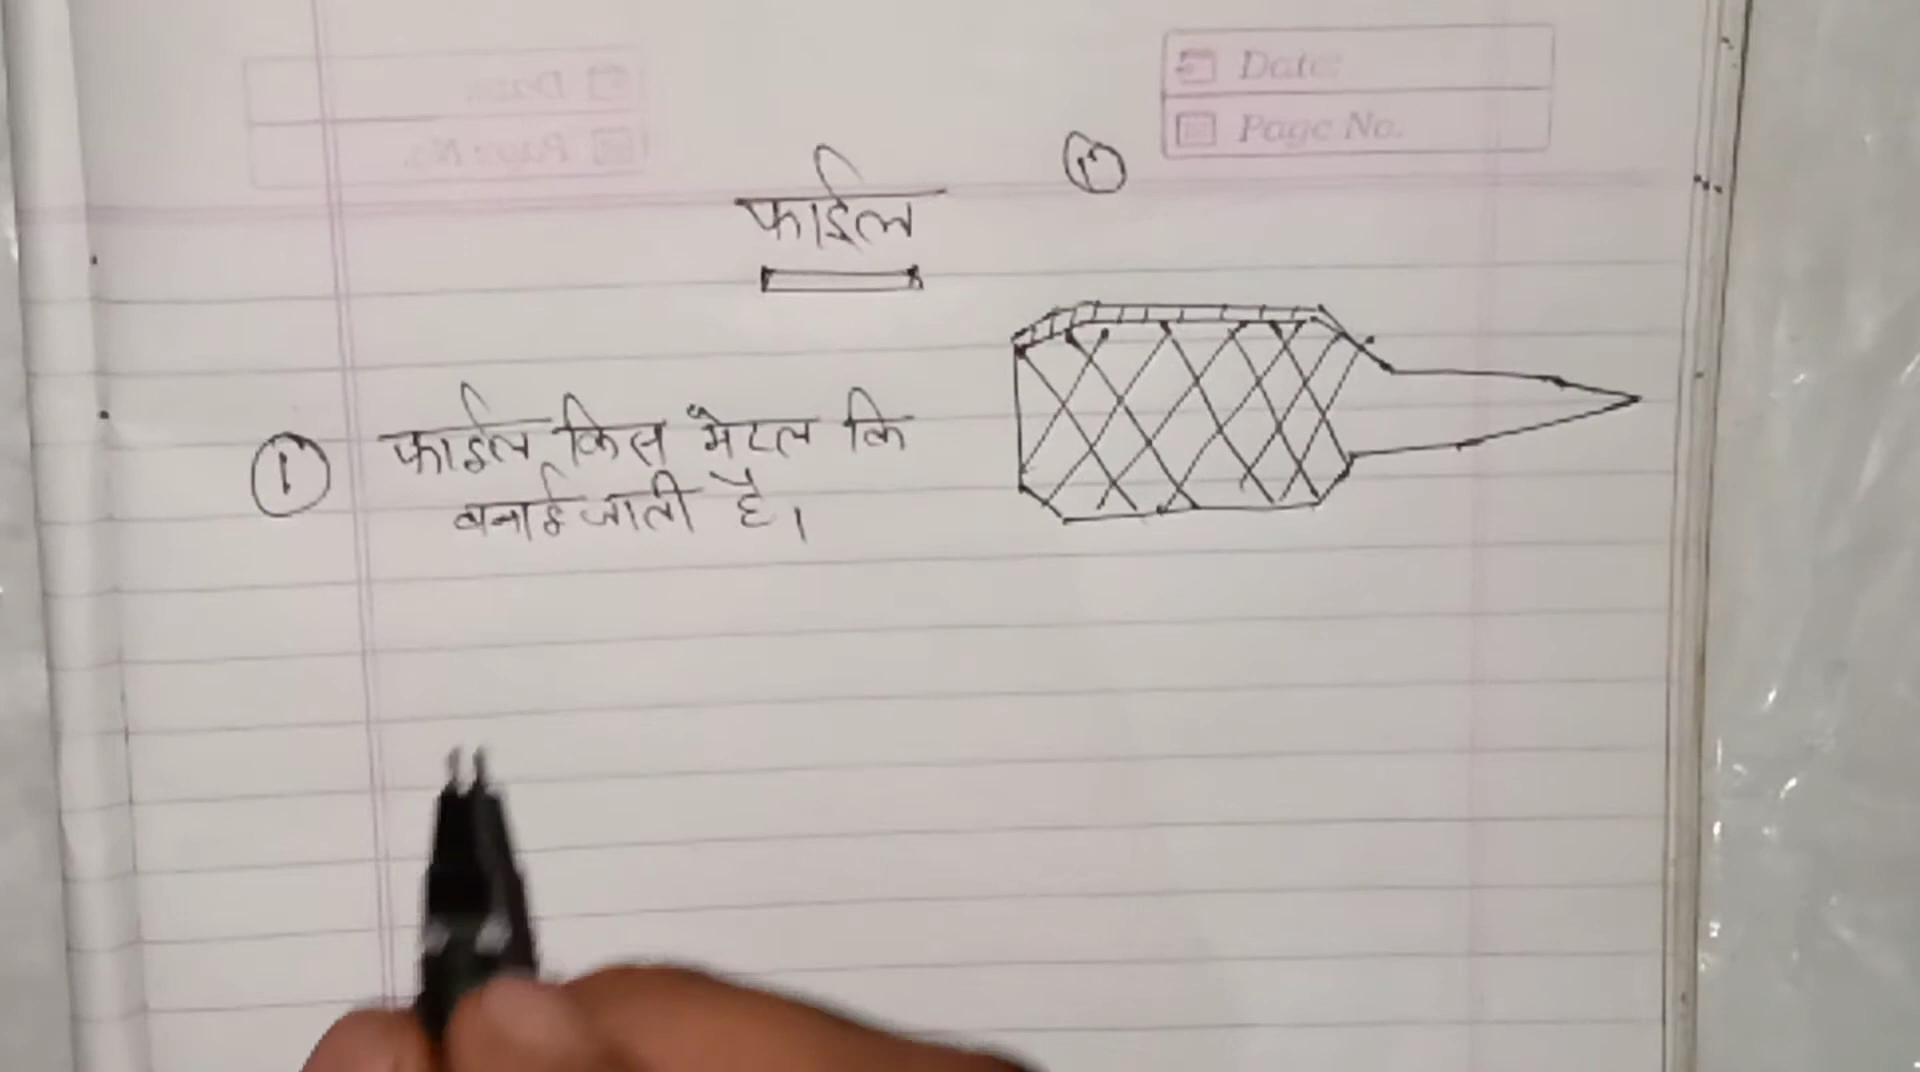 Date:
Page No.
फाईल
① फाईल किस मेटल कि
बनाई जाती है।